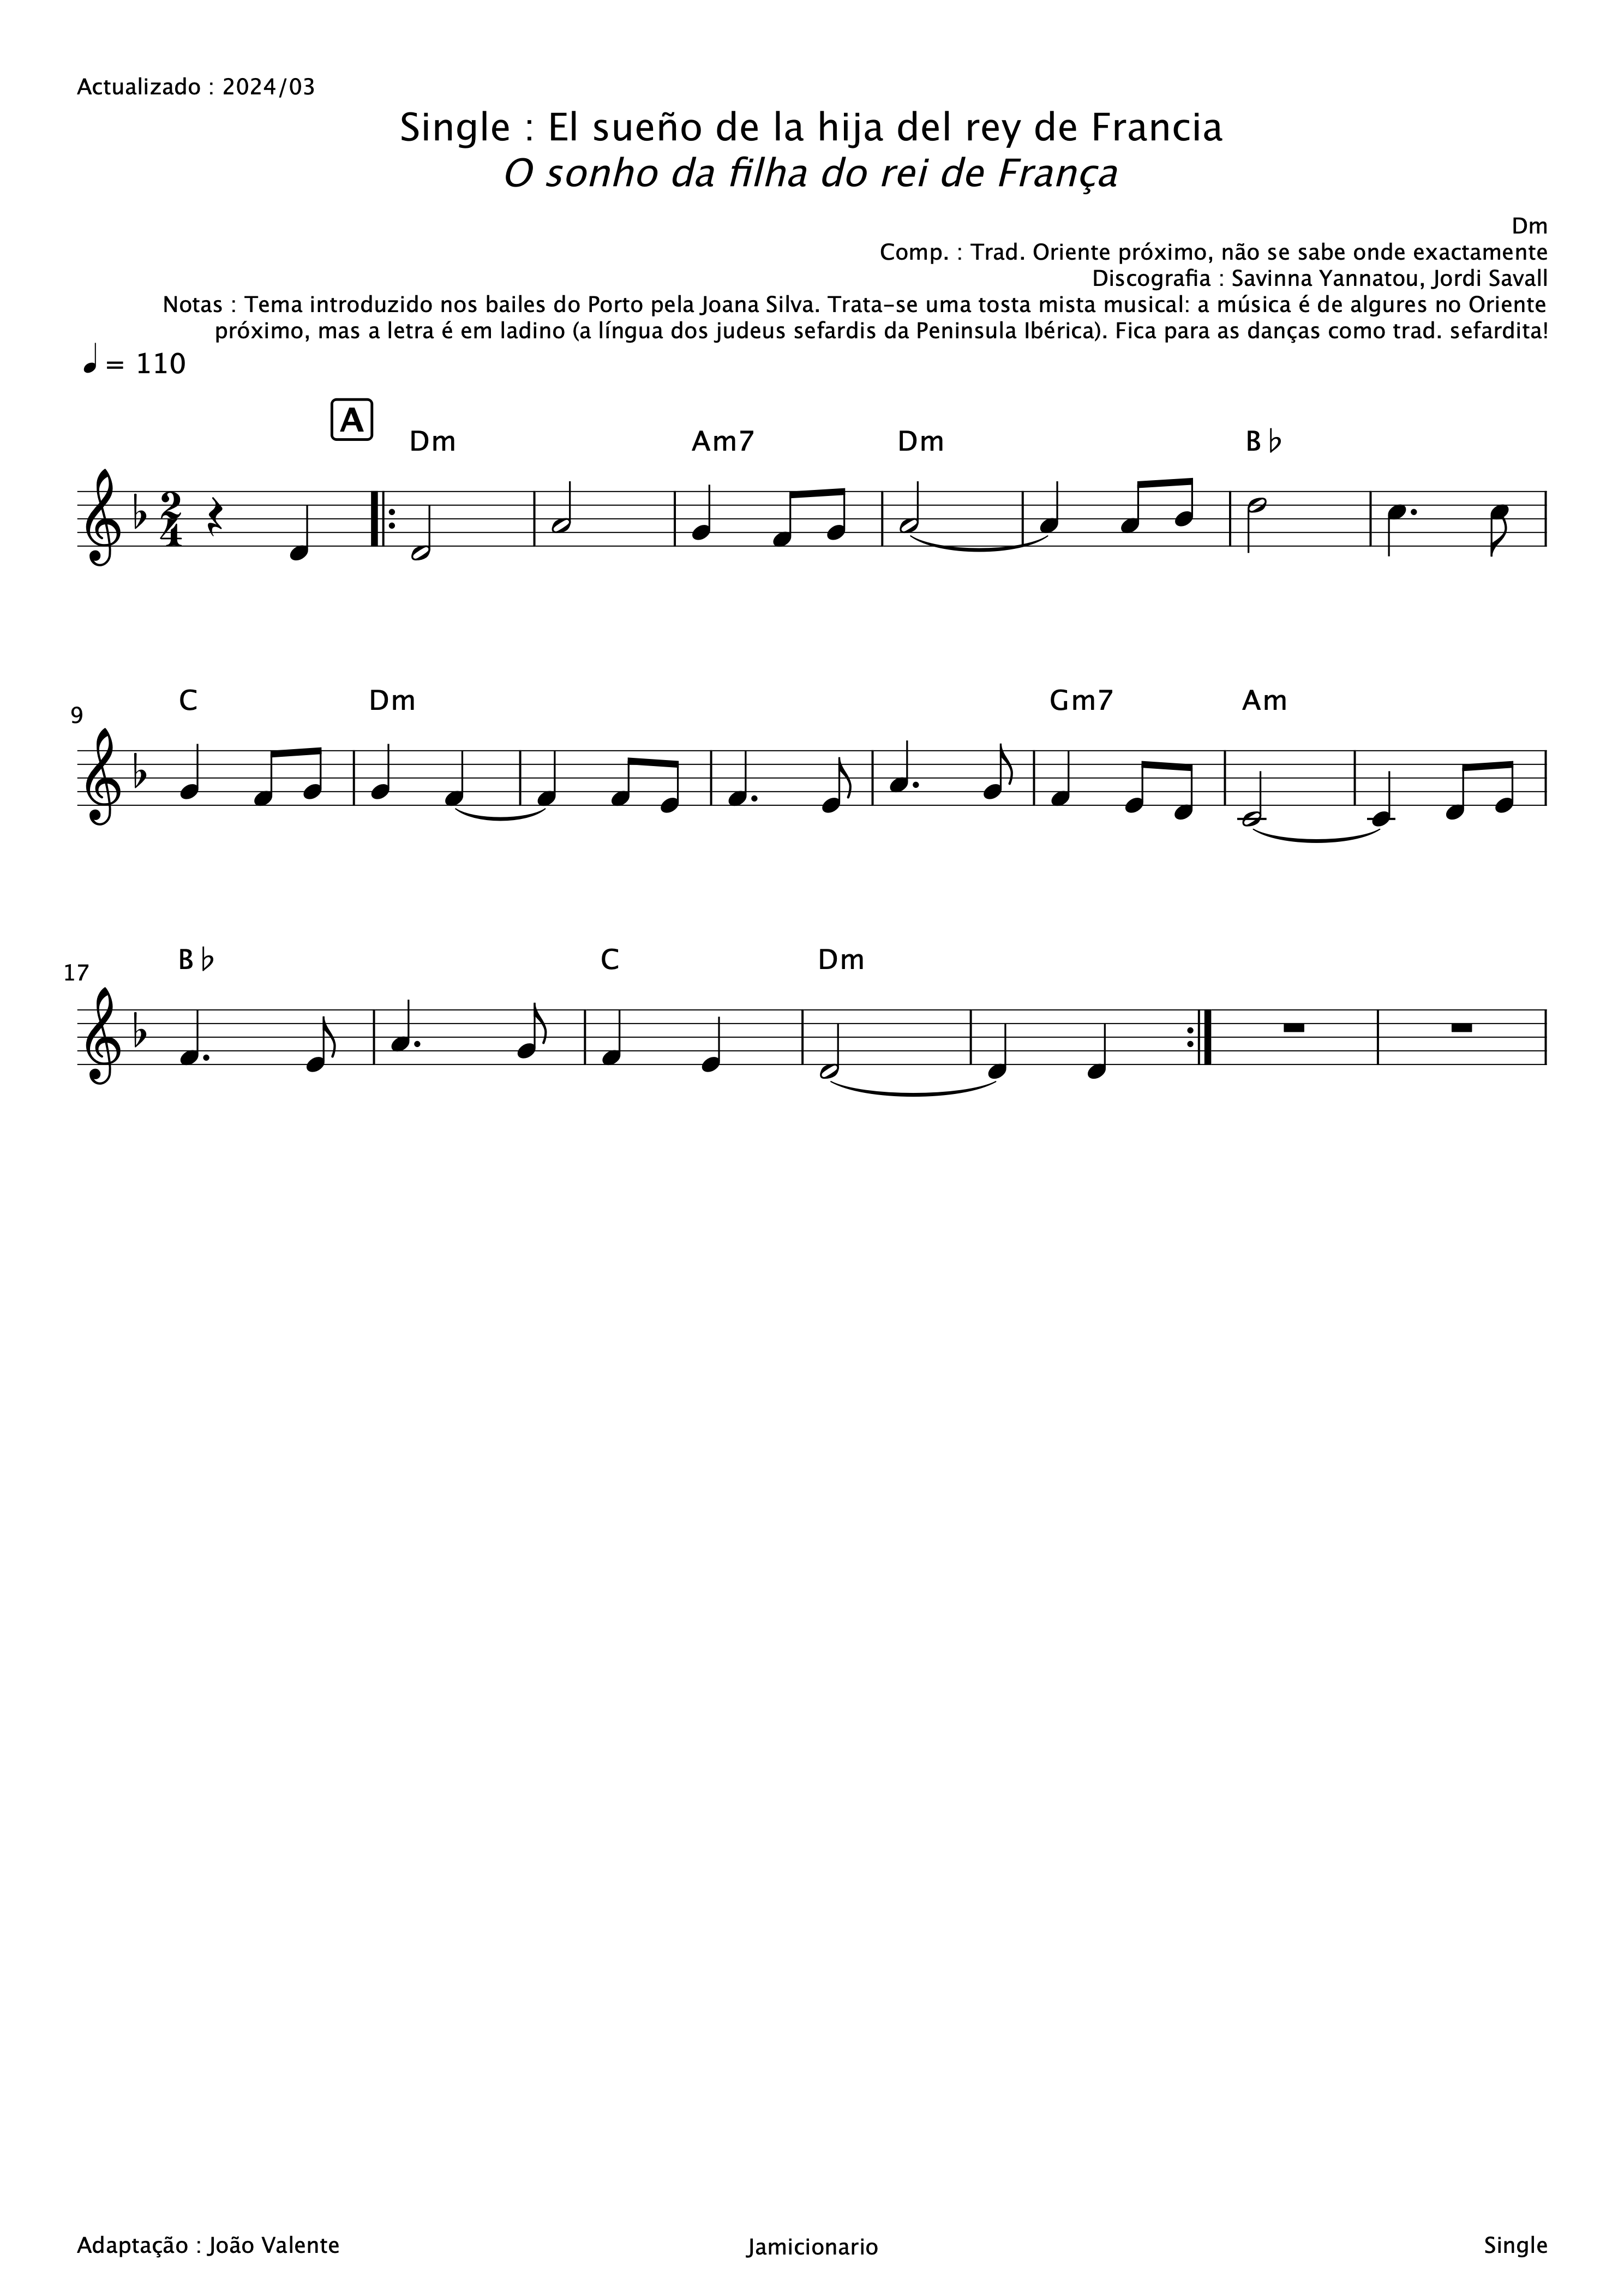 Actualizado : 2024/03
Single : El sueño de la hija del rey de Francia
O sonho da filha do rei de França
Dm
Comp. : Trad. Oriente próximo, não se sabe onde exactamente
Discografia : Savinna Yannatou, Jordi Savall
Notas : Tema introduzido nos bailes do Porto pela Joana Silva. Trata-se uma tosta mista musical: a música é de algures no Oriente
próximo, mas a letra é em ladino (a língua dos judeus sefardis da Peninsula Ibérica). Fica para as danças como trad. sefardita!
♩ = 110
A
Dm Am7 Dm B♭
2
4
C Dm Gm7 Am
9
B♭ C Dm
17
Adaptação : João Valente Jamicionario Single